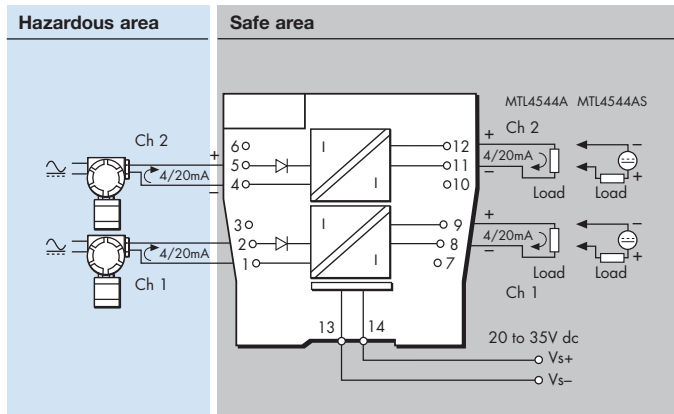 Hazardous area
Safe area
MTL4544A MTL4544AS
Ch 2
+
4/20mA
−
6
5
4
I
I
12
11
10
+
Ch 2
4/20mA
−
Load
−
+
Load
3
2
1
4/20mA
Ch 1
I
I
9
8
7
+
4/20mA
−
Load
Ch 1
−
+
Load
13 14
20 to 35V dc
Vs+
Vs–